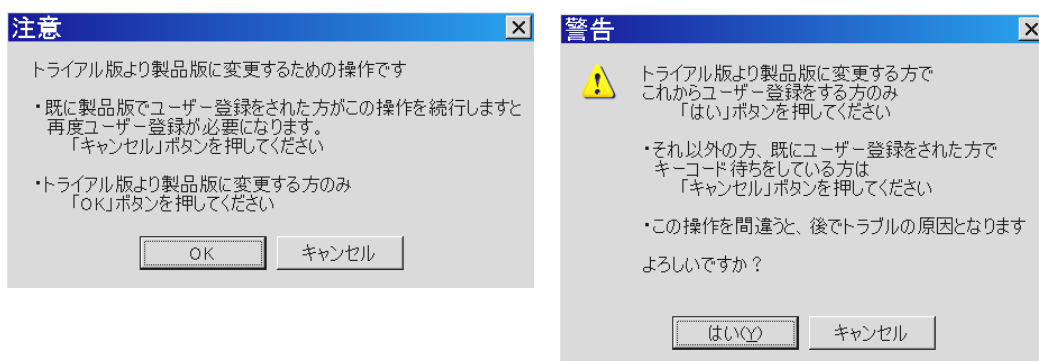 注意
トライアル版より製品版に変更するための操作です
・既に製品版でユーザー登録をされた方がこの操作を続行しますと
再度ユーザー登録が必要になります。
「キャンセル」ボタンを押してください
・トライアル版より製品版に変更する方のみ
「OK」ボタンを押してください
OK
キャンセル
警告
トライアル版より製品版に変更する方で
これからユーザー登録をする方のみ
「はい」ボタンを押してください
・それ以外の方、既にユーザー登録をされた方で
キーコード待ちをしている方は
「キャンセル」ボタンを押してください
・この操作を間違うと、後でトラブルの原因となります
よろしいですか？
はい(Y)
キャンセル